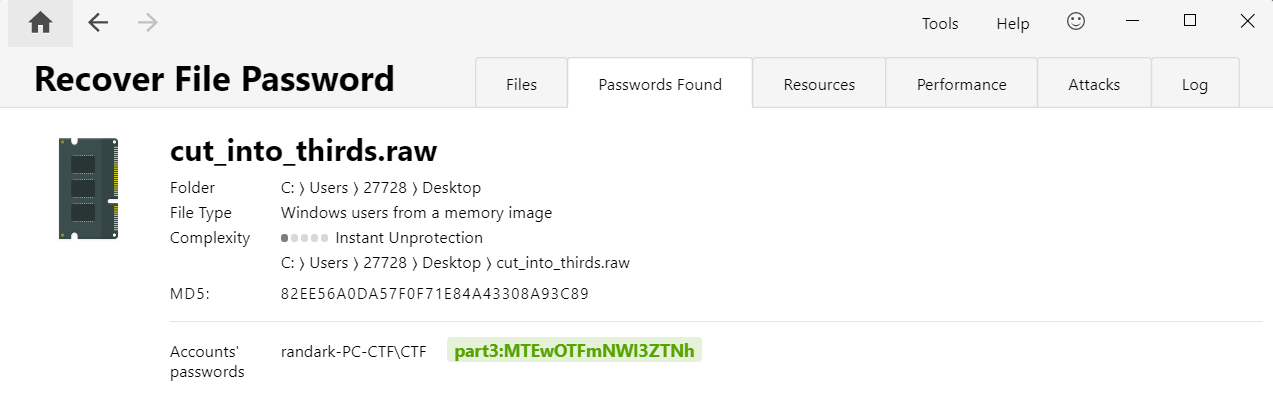 Tools Help
Recover File Password
Files Passwords Found Resources Performance Attacks Log
cut_into_thirds.raw
Folder C: ⟩ Users ⟩ 27728 ⟩ Desktop
File Type Windows users from a memory image
Complexity Instant Unprotection
C: ⟩ Users ⟩ 27728 ⟩ Desktop ⟩ cut_into_thirds.raw
MD5: 82EE56A0DA57F0F71E84A43308A93C89
Accounts' passwords randark-PC-CTF\CTF part3:MTEwOTFmNWI3ZTNh